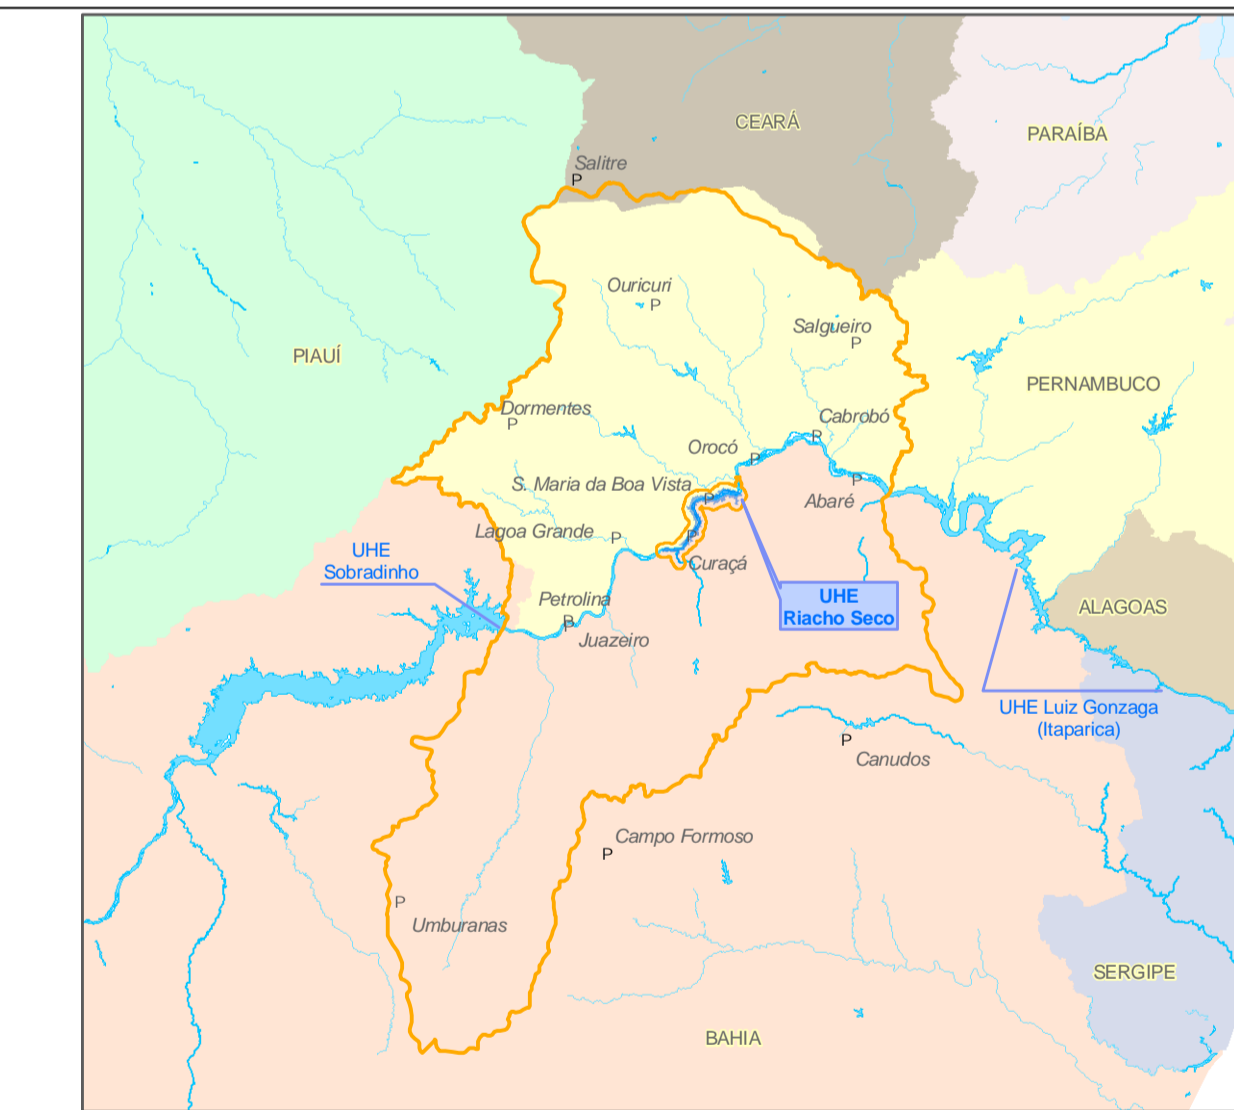 CEARÁ
PARAÍBA
Salitre
P
Ouricuri
P
Salgueiro
P
PIAUÍ
PERNAMBUCO
Dormentes
P
Cabrobó
P
Orocó
P
S. Maria da Boa Vista
P
Abaré
P
Lagoa Grande
P
P
Curaçá
UHE
Sobradinho
UHE
Riacho Seco
Petrolina
P
P
Juazeiro
ALAGOAS
UHE Luiz Gonzaga
(Itaparica)
P
Canudos
Campo Formoso
P
P
Umburanas
SERGIPE
BAHIA